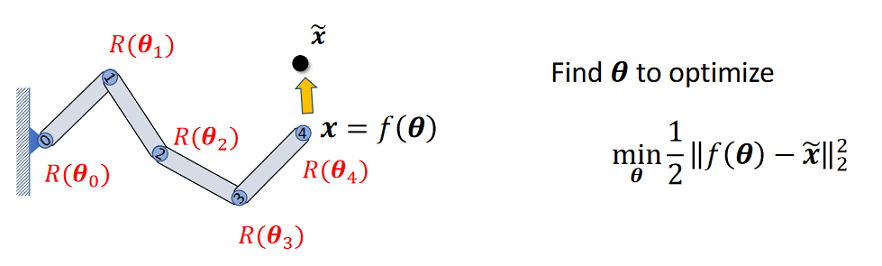 R(θ₁)
x̃
1
0
R(θ₀)
2
R(θ₂)
3
R(θ₃)
4
x = f(θ)
R(θ₄)
Find θ to optimize
min_θ 1/2 ‖f(θ) − x̃‖₂²